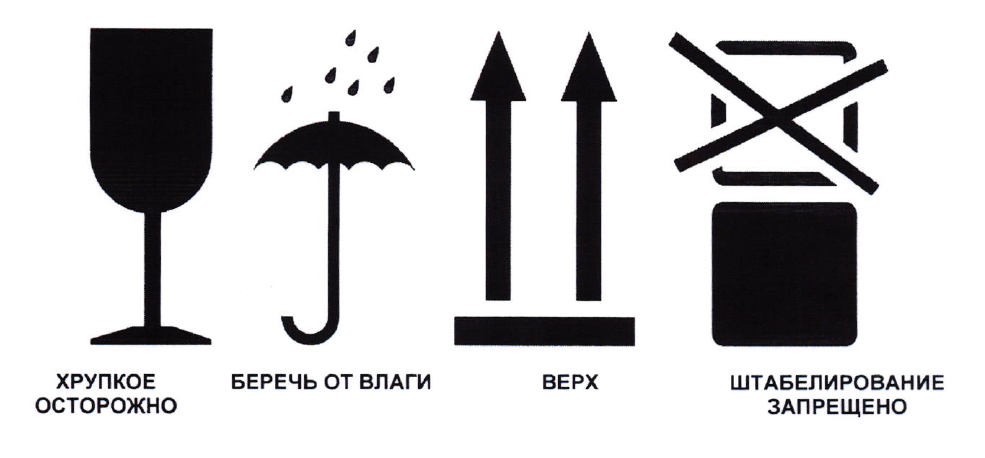 ХРУПКОЕ
ОСТОРОЖНО
БЕРЕЧЬ ОТ ВЛАГИ
ВЕРХ
ШТАБЕЛИРОВАНИЕ
ЗАПРЕЩЕНО